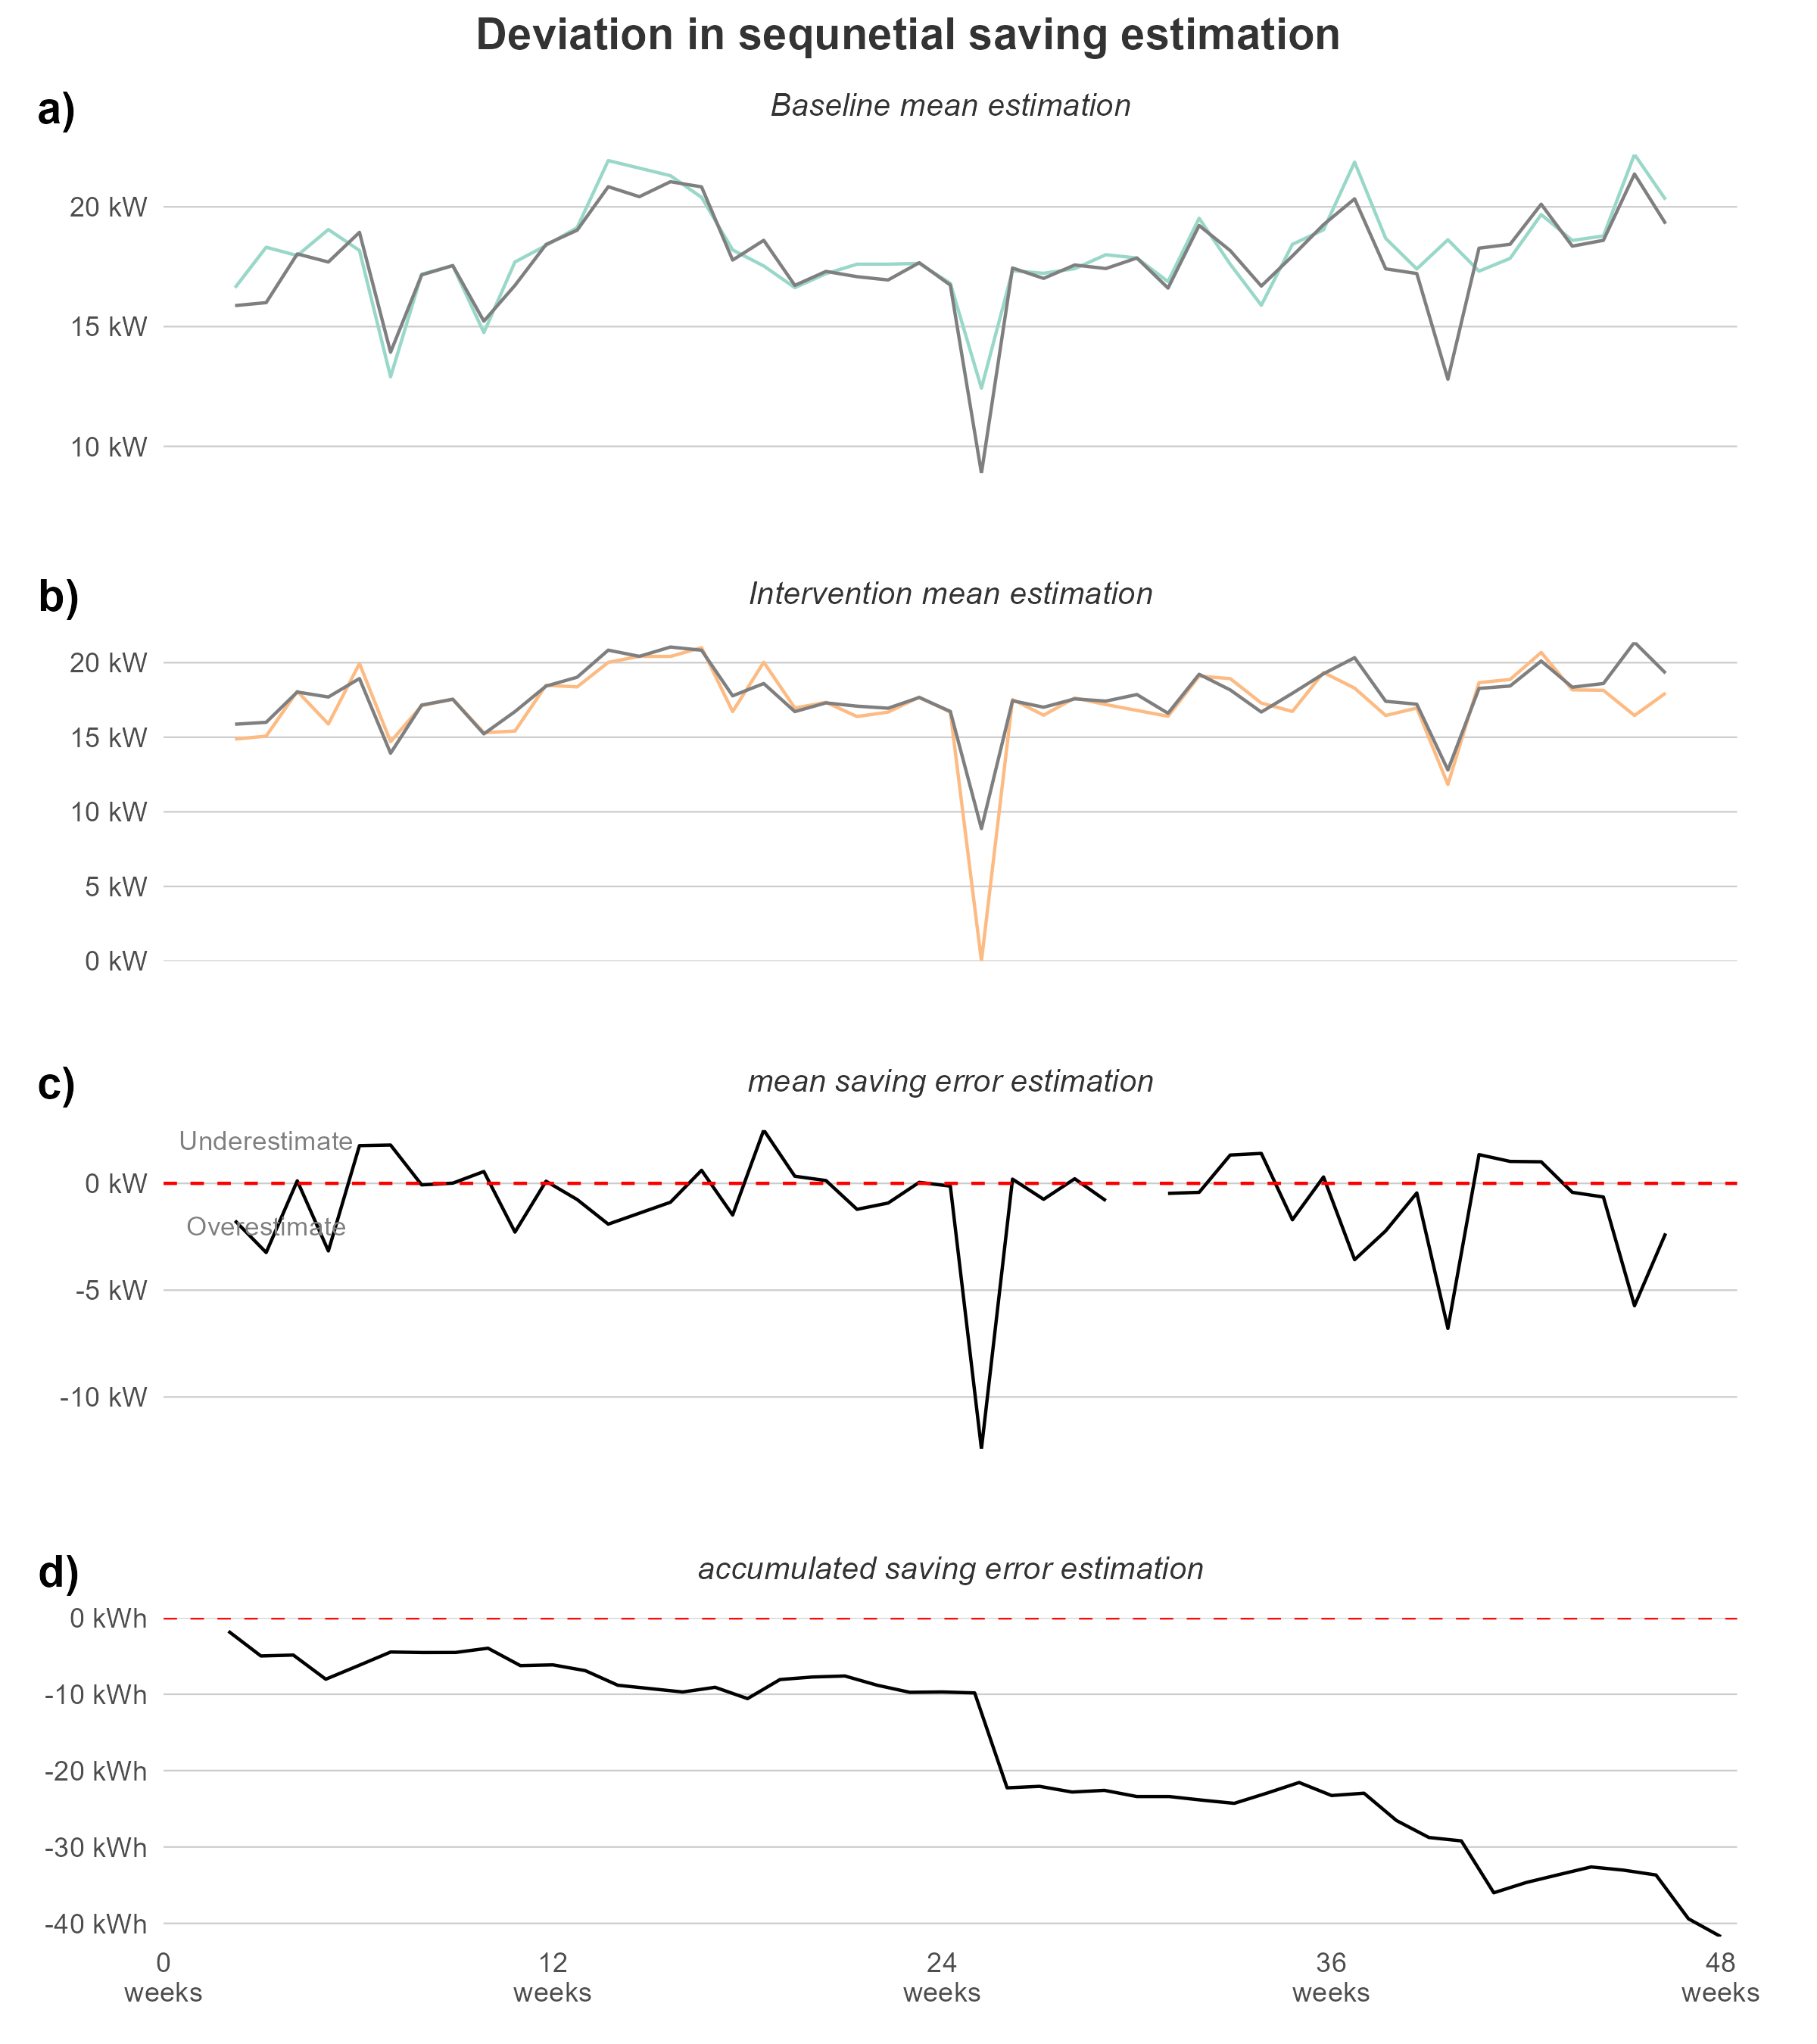 Deviation in sequnetial saving estimation
a)
Baseline mean estimation
20 kW
15 kW
10 kW
b)
Intervention mean estimation
20 kW
15 kW
10 kW
5 kW
0 kW
c)
mean saving error estimation
Underestimate
0 kW
Overestimate
-5 kW
-10 kW
d)
accumulated saving error estimation
0 kWh
-10 kWh
-20 kWh
-30 kWh
-40 kWh
0 12 24 36 48
weeks weeks weeks weeks weeks